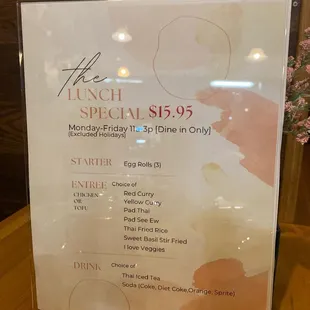 the
LUNCH
SPECIAL $15.95
Monday-Friday 11a-3p [Dine in Only]
[Excluded Holidays]
STARTER Egg Rolls (3)
ENTREE Choice of
CHICKEN
OR
TOFU
Red Curry
Yellow Curry
Pad Thai
Pad See Ew
Thai Fried Rice
Sweet Basil Stir Fried
I love Veggies
DRINK Choice of
Thai Iced Tea
Soda (Coke, Diet Coke,Orange, Sprite)